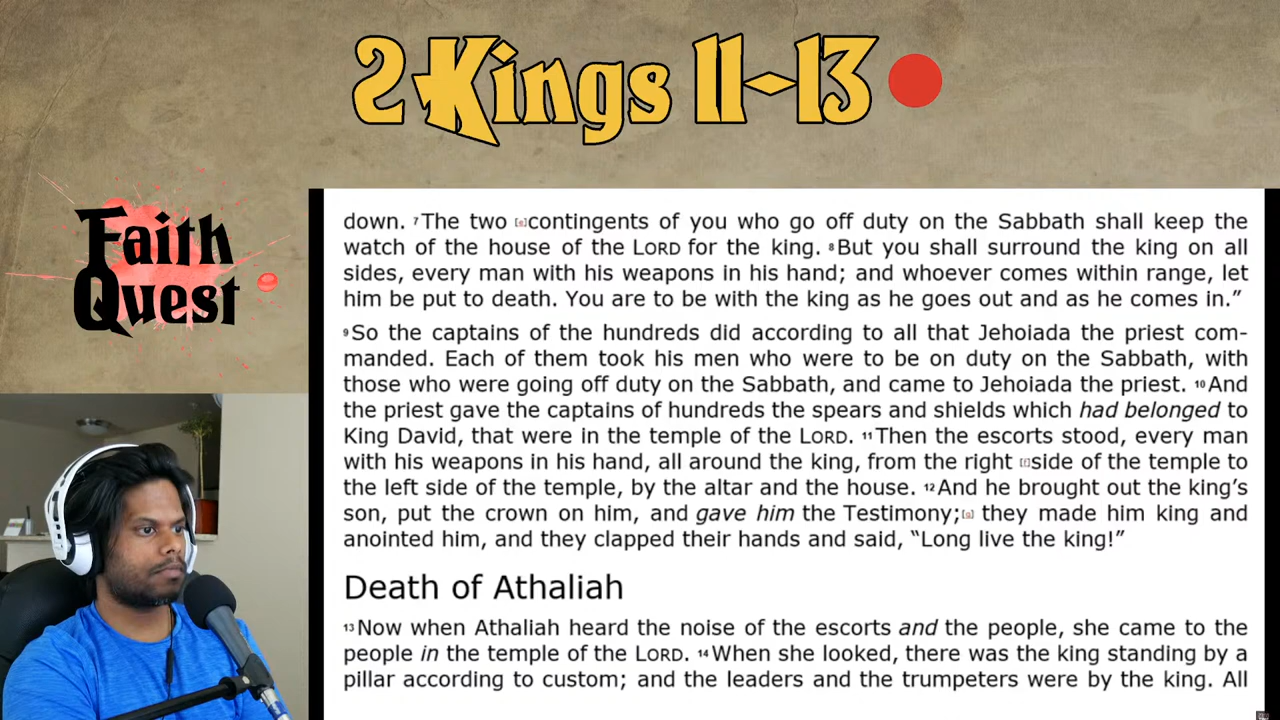 2 Kings 11-13
Faith
Quest
down. 7 The two [e]contingents of you who go off duty on the Sabbath shall keep the
watch of the house of the LORD for the king. 8 But you shall surround the king on all
sides, every man with his weapons in his hand; and whoever comes within range, let
him be put to death. You are to be with the king as he goes out and as he comes in.”
9 So the captains of the hundreds did according to all that Jehoiada the priest com-
manded. Each of them took his men who were to be on duty on the Sabbath, with
those who were going off duty on the Sabbath, and came to Jehoiada the priest. 10 And
the priest gave the captains of hundreds the spears and shields which had belonged to
King David, that were in the temple of the LORD. 11 Then the escorts stood, every man
with his weapons in his hand, all around the king, from the right [f]side of the temple to
the left side of the temple, by the altar and the house. 12 And he brought out the king’s
son, put the crown on him, and gave him the Testimony;[g] they made him king and
anointed him, and they clapped their hands and said, “Long live the king!”
Death of Athaliah
13 Now when Athaliah heard the noise of the escorts and the people, she came to the
people in the temple of the LORD. 14 When she looked, there was the king standing by a
pillar according to custom; and the leaders and the trumpeters were by the king. All